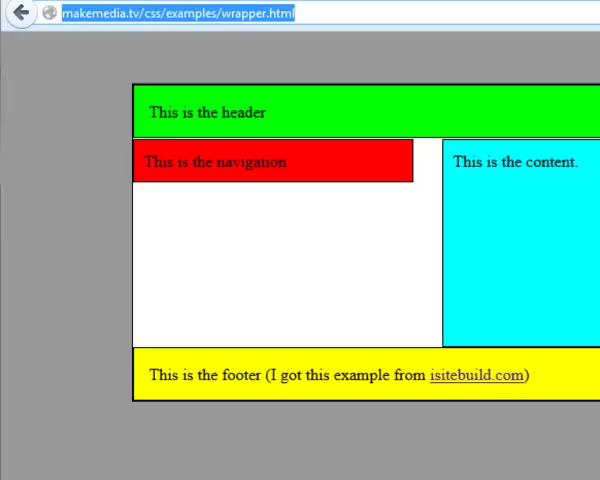 makemedia.tv/css/examples/wrapper.html
This is the header
This is the navigation
This is the content.
This is the footer (I got this example from isitebuild.com)